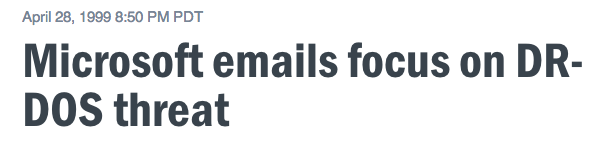 April 28, 1999 8:50 PM PDT
Microsoft emails focus on DR-
DOS threat